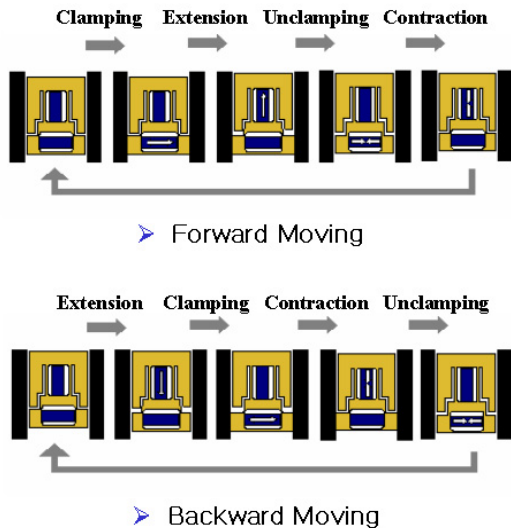 Clamping Extension Unclamping Contraction
➢ Forward Moving
Extension Clamping Contraction Unclamping
➢ Backward Moving